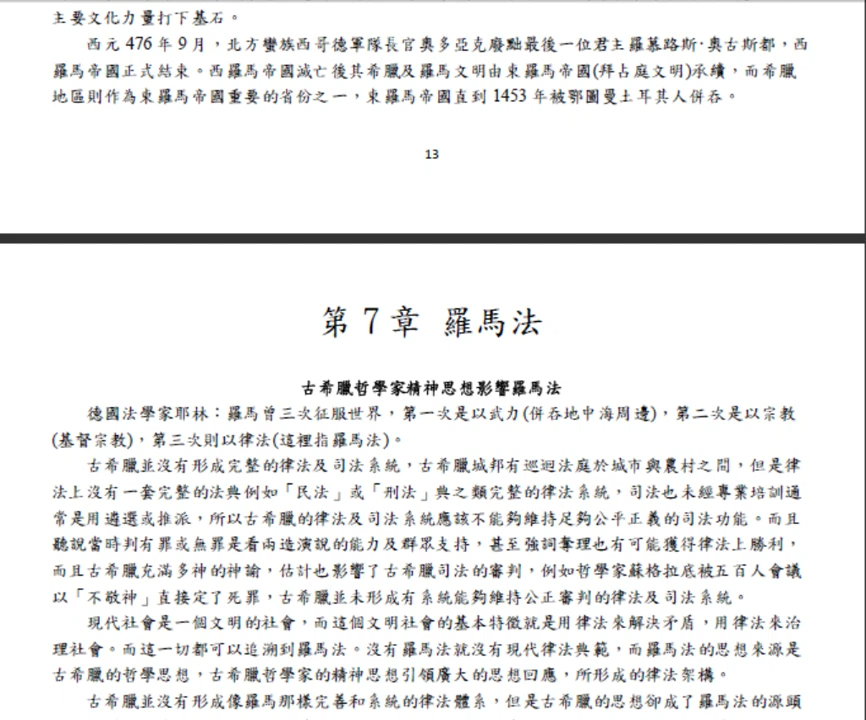 主要文化力量打下基石。
西元 476 年 9 月，北方蠻族西哥德軍隊長官奧多亞克廢黜最後一位君主羅慕路斯·奧古斯都，西
羅馬帝國正式結束。西羅馬帝國滅亡後其希臘及羅馬文明由東羅馬帝國(拜占庭文明)承續，而希臘
地區則作為東羅馬帝國重要的省份之一，東羅馬帝國直到 1453 年被鄂圖曼土耳其人併吞。
13
第 7 章 羅馬法
古希臘哲學家精神思想影響羅馬法
德國法學家耶林：羅馬曾三次征服世界，第一次是以武力(併吞地中海周邊)，第二次是以宗教
(基督宗教)，第三次則以律法(這裡指羅馬法)。
古希臘並沒有形成完整的律法及司法系統，古希臘城邦有巡迴法庭於城市與農村之間，但是律
法上沒有一套完整的法典例如「民法」或「刑法」典之類完整的律法系統，司法也未經專業培訓通
常是用遴選或推派，所以古希臘的律法及司法系統應該不能夠維持足夠公平正義的司法功能。而且
聽說當時判有罪或無罪是看兩造演說的能力及群眾支持，甚至強詞奪理也有可能獲得律法上勝利，
而且古希臘充滿多神的神諭，估計也影響了古希臘司法的審判，例如哲學家蘇格拉底被五百人會議
以「不敬神」直接定了死罪，古希臘並未形成有系統能夠維持公正審判的律法及司法系統。
現代社會是一個文明的社會，而這個文明社會的基本特徵就是用律法來解決矛盾，用律法來治
理社會。而這一切都可以追溯到羅馬法。沒有羅馬法就沒有現代律法典範，而羅馬法的思想來源是
古希臘的哲學思想，古希臘哲學家的精神思想引領廣大的思想回應，所形成的律法架構。
古希臘並沒有形成像羅馬那樣完善和系統的律法體系，但是古希臘的思想卻成了羅馬法的源頭